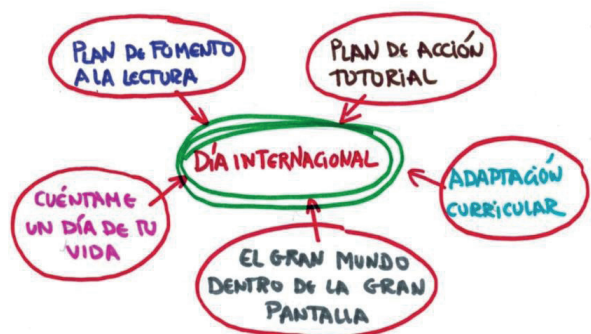 PLAN DE FOMENTO
A LA LECTURA
PLAN DE ACCIÓN
TUTORIAL
DÍA INTERNACIONAL
CUÉNTAME
UN DÍA DE TU
VIDA
ADAPTACIÓN
CURRICULAR
EL GRAN MUNDO
DENTRO DE LA GRAN
PANTALLA